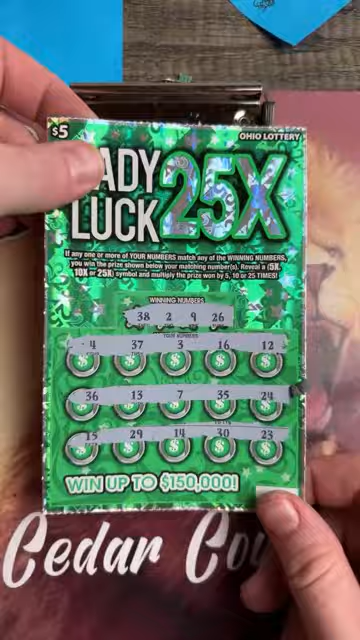 $5
OHIO LOTTERY
LADY
LUCK
25X
If any one or more of YOUR NUMBERS match any of the WINNING NUMBERS,
you win the prize shown below your matching number(s). Reveal a (5X,
10X or 25X) symbol and multiply the prize won by 5, 10 or 25 TIMES!
WINNING NUMBERS
38 2 9 26
YOUR NUMBERS
4 37 3 16 12
$ $ $ $ $
36 13 7 35 24
$ $ $ $ $
15 29 14 30 23
$ $ $ $ $
WIN UP TO $150,000!
Cedar